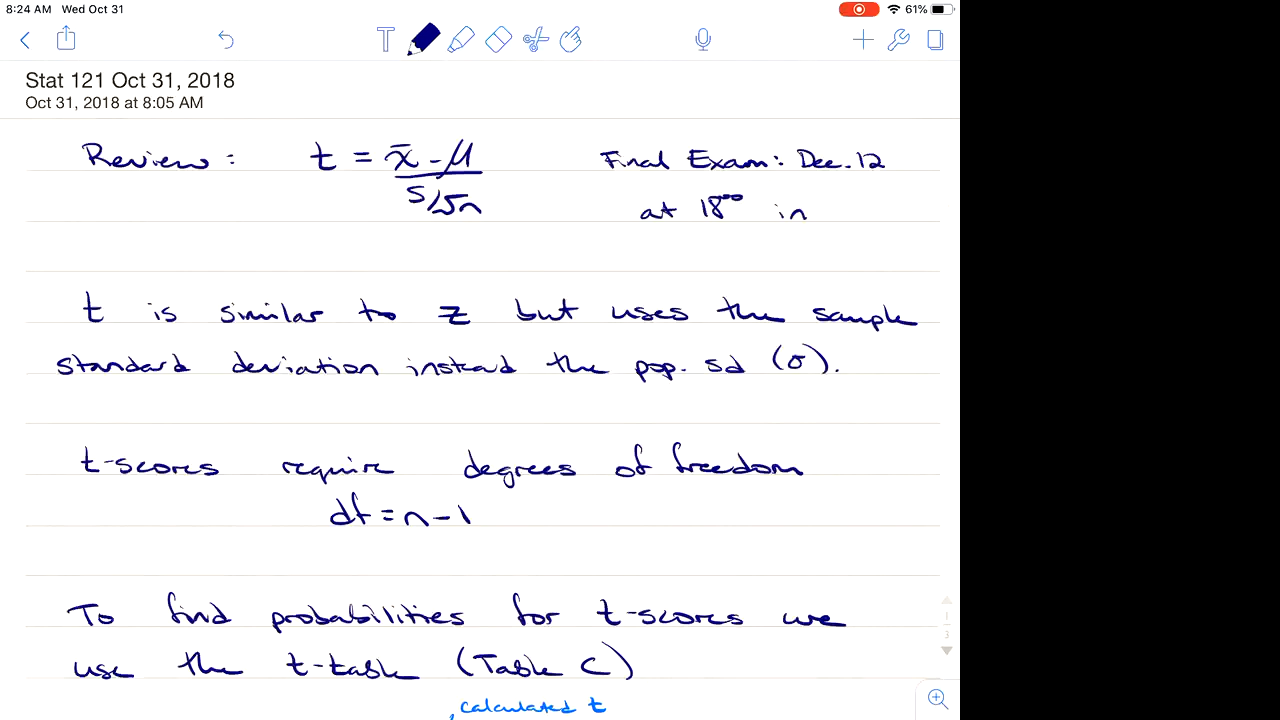 8:24 AM Wed Oct 31
61%
T
Stat 121 Oct 31, 2018
Oct 31, 2018 at 8:05 AM
Review: t = x̄ - μ
s/√n
Final Exam: Dec. 12
at 18⁰⁰ in
t is similar to z but uses the sample
standard deviation instead the pop. sd (σ).
t-scores require degrees of freedom
df = n - 1
To find probabilities for t-scores we
use the t-table (Table C)
calculated t
1
3